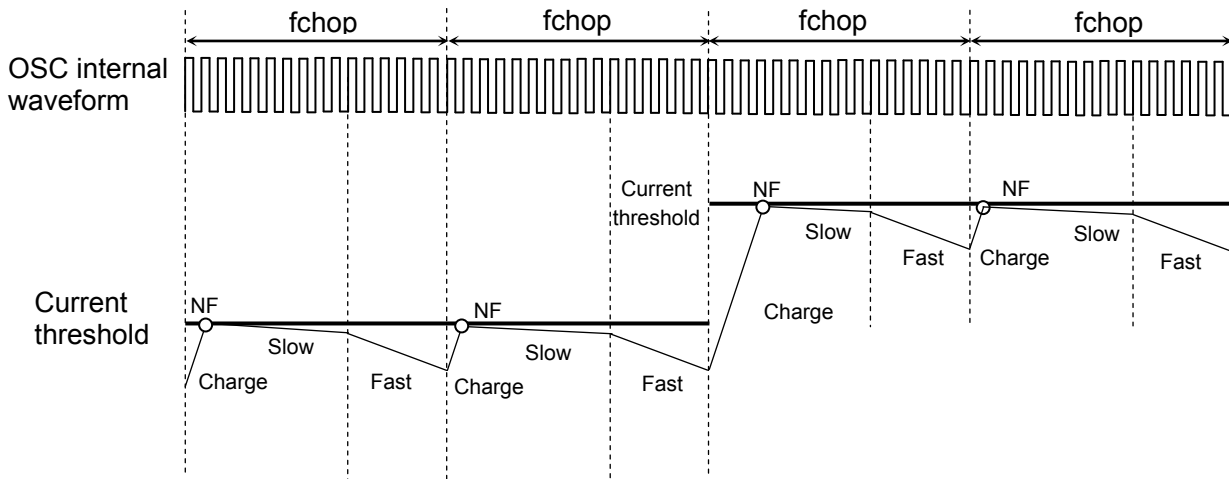 fchop
fchop
fchop
fchop
OSC internal
waveform
Current
threshold
NF
Slow
Fast
Charge
NF
Slow
Fast
Charge
Current
threshold
NF
Slow
Fast
Charge
NF
Slow
Fast
Charge